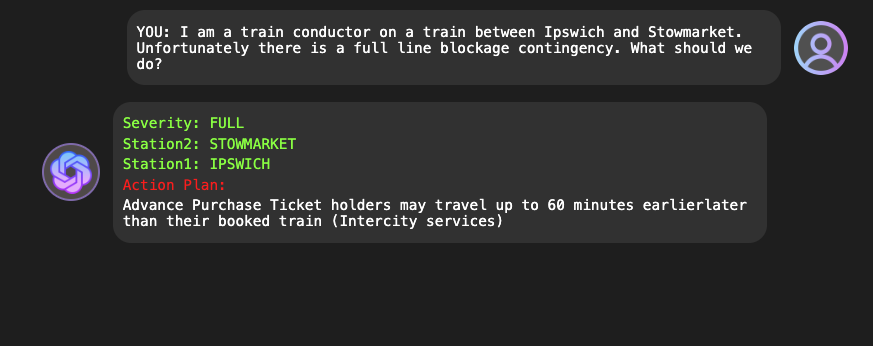 YOU: I am a train conductor on a train between Ipswich and Stowmarket.
Unfortunately there is a full line blockage contingency. What should we
do?
Severity: FULL
Station2: STOWMARKET
Station1: IPSWICH
Action Plan:
Advance Purchase Ticket holders may travel up to 60 minutes earlierlater
than their booked train (Intercity services)